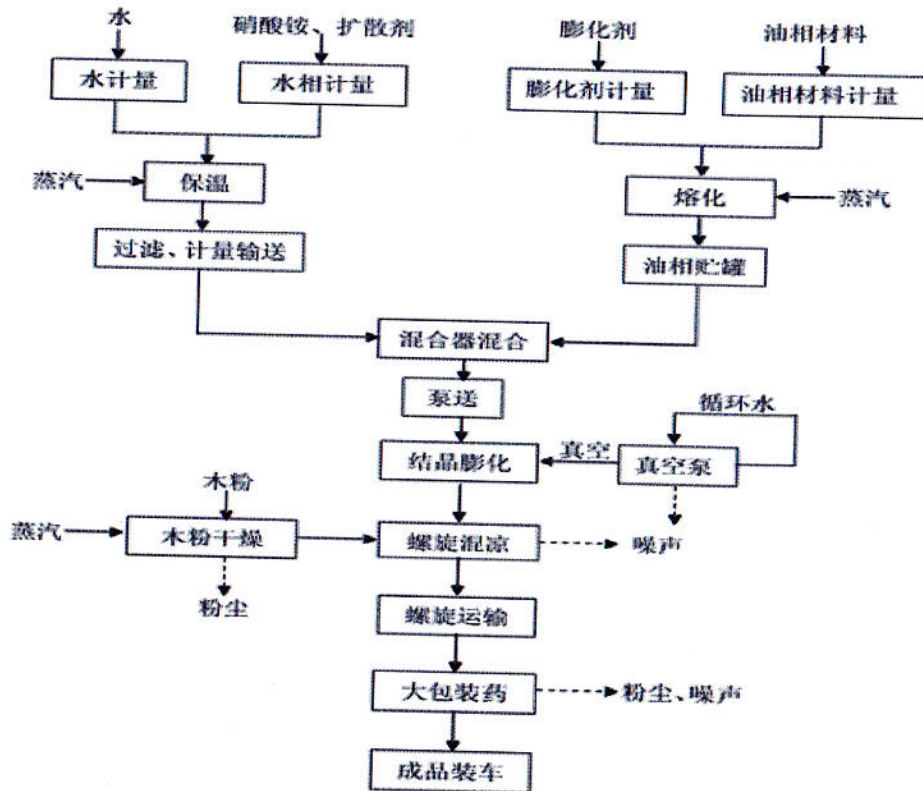 水
硝酸铵、扩散剂
膨化剂
油相材料
水计量
水相计量
膨化剂计量
油相材料计量
蒸汽
保温
熔化
蒸汽
过滤、计量输送
油相贮罐
混合器混合
泵送
循环水
结晶膨化
真空
真空泵
木粉
蒸汽
木粉干燥
螺旋混凉
噪声
粉尘
螺旋运输
大包装药
粉尘、噪声
成品装车